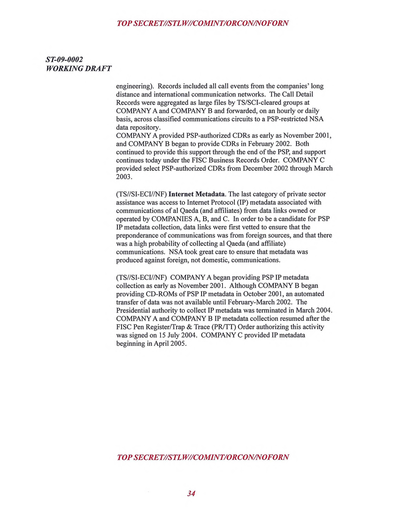 TOP SECRET//STLW//COMINT/ORCON/NOFORN
ST-09-0002
WORKING DRAFT
engineering). Records included all call events from the companies' long
distance and international communication networks. The Call Detail
Records were aggregated as large files by TS/SCI-cleared groups at
COMPANY A and COMPANY B and forwarded, on an hourly or daily
basis, across classified communications circuits to a PSP-restricted NSA
data repository.
COMPANY A provided PSP-authorized CDRs as early as November 2001,
and COMPANY B began to provide CDRs in February 2002. Both
continued to provide this support through the end of the PSP, and support
continues today under the FISC Business Records Order. COMPANY C
provided select PSP-authorized CDRs from December 2002 through March
2003.
(TS//SI-ECI//NF) Internet Metadata. The last category of private sector
assistance was access to Internet Protocol (IP) metadata associated with
communications of al Qaeda (and affiliates) from data links owned or
operated by COMPANIES A, B, and C. In order to be a candidate for PSP
IP metadata collection, data links were first vetted to ensure that the
preponderance of communications was from foreign sources, and that there
was a high probability of collecting al Qaeda (and affiliate)
communications. NSA took great care to ensure that metadata was
produced against foreign, not domestic, communications.
(TS//SI-ECI//NF) COMPANY A began providing PSP IP metadata
collection as early as November 2001. Although COMPANY B began
providing CD-ROMs of PSP IP metadata in October 2001, an automated
transfer of data was not available until February-March 2002. The
Presidential authority to collect IP metadata was terminated in March 2004.
COMPANY A and COMPANY B IP metadata collection resumed after the
FISC Pen Register/Trap & Trace (PR/TT) Order authorizing this activity
was signed on 15 July 2004. COMPANY C provided IP metadata
beginning in April 2005.
TOP SECRET//STLW//COMINT/ORCON/NOFORN
34